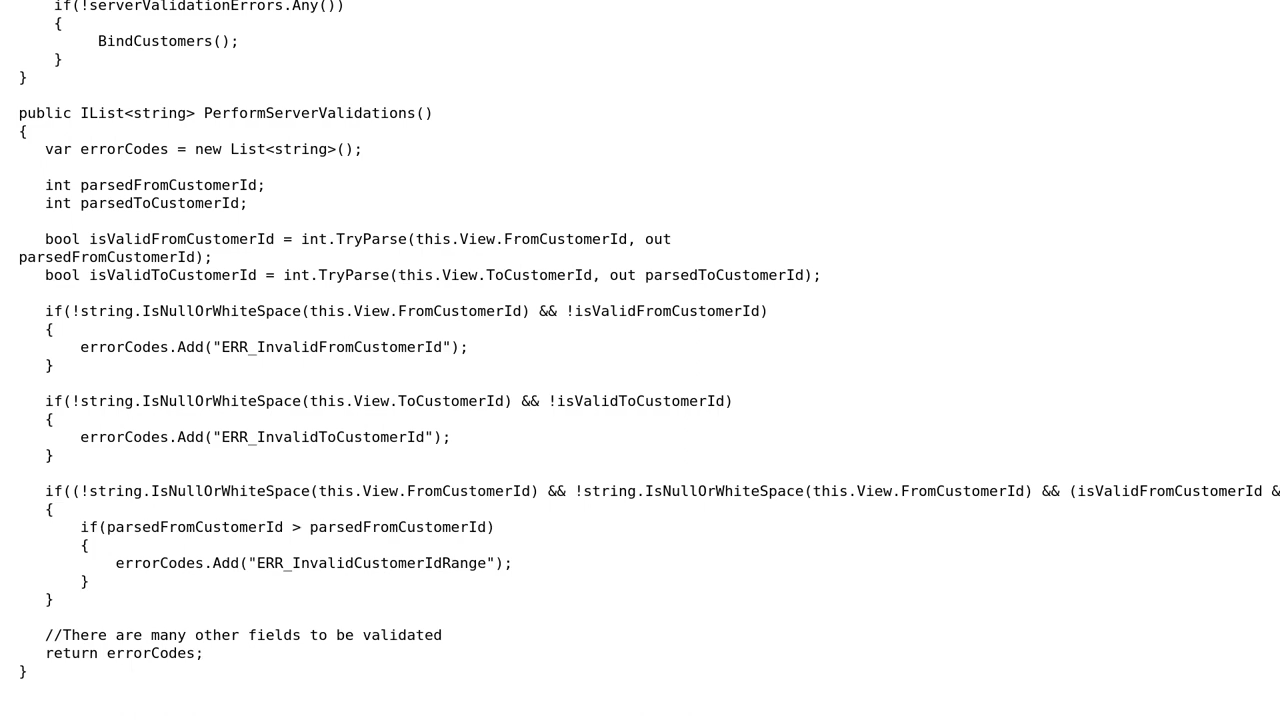 if(!serverValidationErrors.Any())
{
BindCustomers();
}
}
public IList<string> PerformServerValidations()
{
var errorCodes = new List<string>();
int parsedFromCustomerId;
int parsedToCustomerId;
bool isValidFromCustomerId = int.TryParse(this.View.FromCustomerId, out
parsedFromCustomerId);
bool isValidToCustomerId = int.TryParse(this.View.ToCustomerId, out parsedToCustomerId);
if(!string.IsNullOrWhiteSpace(this.View.FromCustomerId) && !isValidFromCustomerId)
{
errorCodes.Add("ERR_InvalidFromCustomerId");
}
if(!string.IsNullOrWhiteSpace(this.View.ToCustomerId) && !isValidToCustomerId)
{
errorCodes.Add("ERR_InvalidToCustomerId");
}
if((!string.IsNullOrWhiteSpace(this.View.FromCustomerId) && !string.IsNullOrWhiteSpace(this.View.FromCustomerId) && (isValidFromCustomerId &
{
if(parsedFromCustomerId > parsedFromCustomerId)
{
errorCodes.Add("ERR_InvalidCustomerIdRange");
}
}
//There are many other fields to be validated
return errorCodes;
}